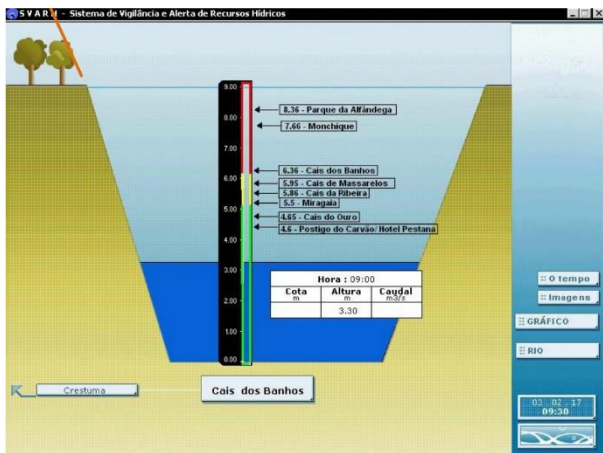 SVARH - Sistema de Vigilância e Alerta de Recursos Hídricos
9.00
8.36 - Parque da Alfândega
8.00
7.66 - Monchique
7.00
6.36 - Cais dos Banhos
6.00
5.95 - Cais de Massarelos
5.86 - Cais da Ribeira
5.5 - Miragaia
5.00
4.65 - Cais do Ouro
4.6 - Postigo do Carvão/ Hotel Pestana
4.00
3.00
Hora : 09:00
Cota Altura Caudal
m m m3/s
3.30
2.00
1.00
0.00
:: O tempo
:: Imagens
:: GRÁFICO
:: RIO
Crestuma
Cais dos Banhos
03 - 02 - 17
09:30